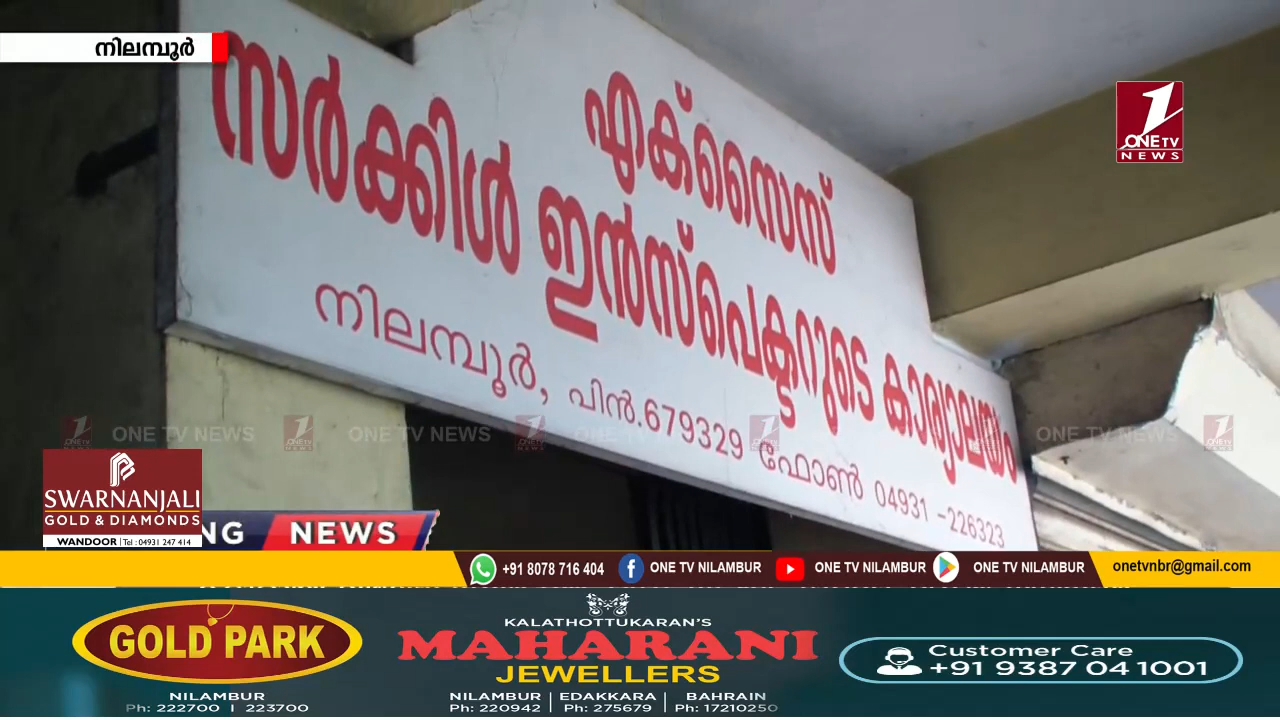 നിലമ്പൂർ
എക്സൈസ്
സർക്കിൾ ഇൻസ്പെക്ടറുടെ കാര്യാലയം
നിലമ്പൂർ, പിൻ.679329 ഫോൺ 04931 -226323
1
ONE TV
NEWS
ONE TV NEWS ONE TV NEWS ONE TV NEWS
SWARNANJALI
GOLD & DIAMONDS
WANDOOR | Tel : 04931 247 414
NG NEWS
+91 8078 716 404 ONE TV NILAMBUR ONE TV NILAMBUR ONE TV NILAMBUR onetvnbr@gmail.com
GOLD PARK
NILAMBUR
Ph: 222700 I 223700
KALATHOTTUKARAN'S
MAHARANI
JEWELLERS
NILAMBUR | EDAKKARA | BAHRAIN
Ph: 220942 | Ph: 275679 | Ph: 17210250
Customer Care
+91 9387 04 1001